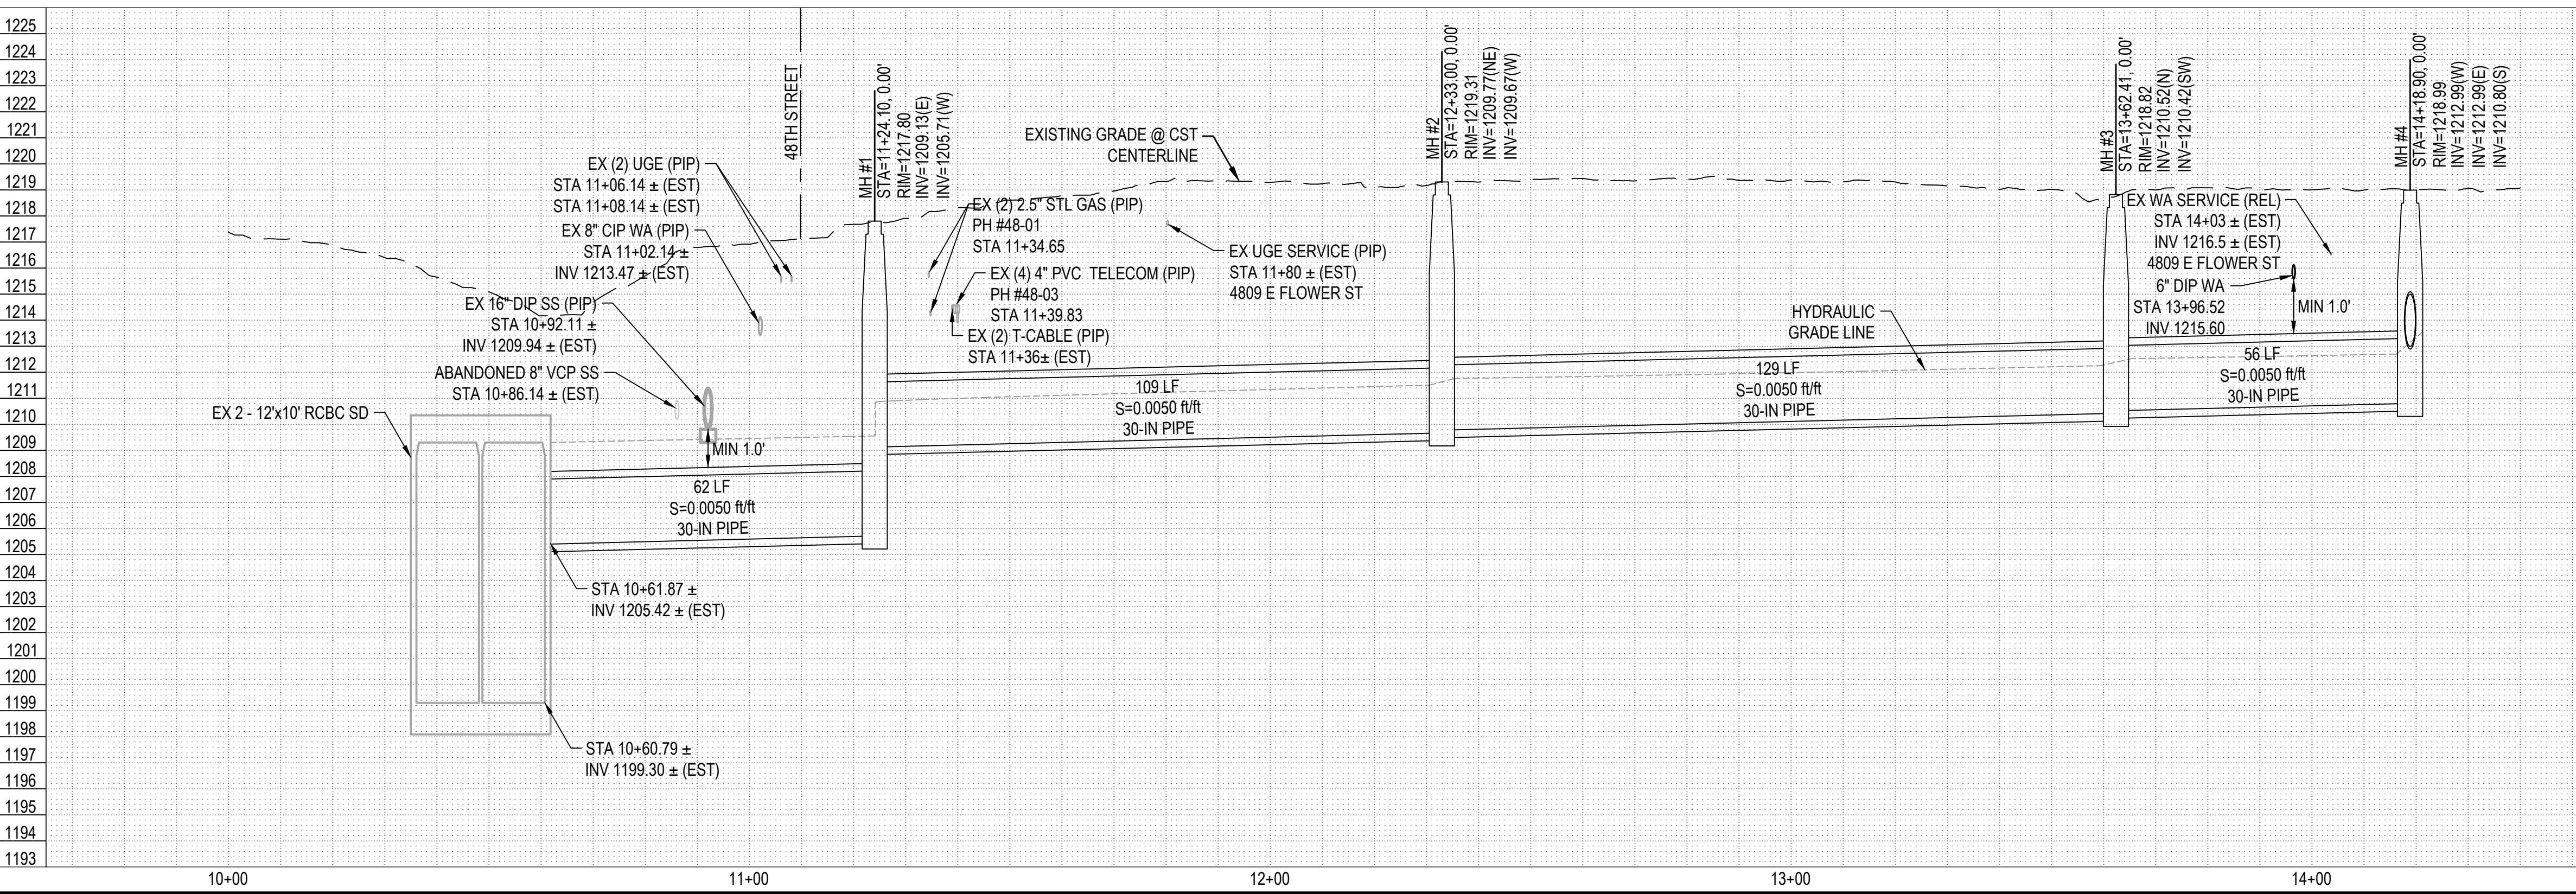 1225
1224
1223
1222
1221
1220
1219
1218
1217
1216
1215
1214
1213
1212
1211
1210
1209
1208
1207
1206
1205
1204
1203
1202
1201
1200
1199
1198
1197
1196
1195
1194
1193
EX 2 - 12'x10' RCBC SD
EX (2) UGE (PIP)
STA 11+06.14 ± (EST)
STA 11+08.14 ± (EST)
EX 8" CIP WA (PIP)
STA 11+02.14 ±
INV 1213.47 ± (EST)
EX 16" DIP SS (PIP)
STA 10+92.11 ±
INV 1209.94 ± (EST)
ABANDONED 8" VCP SS
STA 10+86.14 ± (EST)
MIN 1.0'
62 LF
S=0.0050 ft/ft
30-IN PIPE
STA 10+61.87 ±
INV 1205.42 ± (EST)
STA 10+60.79 ±
INV 1199.30 ± (EST)
48TH STREET
MH #1
STA=11+24.10, 0.00'
RIM=1217.80
INV=1209.13(E)
INV=1205.71(W)
EX (2) 2.5" STL GAS (PIP)
PH #48-01
STA 11+34.65
EX (4) 4" PVC TELECOM (PIP)
PH #48-03
STA 11+39.83
EX (2) T-CABLE (PIP)
STA 11+36± (EST)
EXISTING GRADE @ CST
CENTERLINE
EX UGE SERVICE (PIP)
STA 11+80 ± (EST)
4809 E FLOWER ST
109 LF
S=0.0050 ft/ft
30-IN PIPE
MH #2
STA=12+33.00, 0.00'
RIM=1219.31
INV=1209.77(NE)
INV=1209.67(W)
HYDRAULIC
GRADE LINE
129 LF
S=0.0050 ft/ft
30-IN PIPE
MH #3
STA=13+62.41, 0.00'
RIM=1218.82
INV=1210.52(N)
INV=1210.42(SW)
EX WA SERVICE (REL)
STA 14+03 ± (EST)
INV 1216.5 ± (EST)
4809 E FLOWER ST
6" DIP WA
STA 13+96.52
INV 1215.60
MIN 1.0'
56 LF
S=0.0050 ft/ft
30-IN PIPE
MH #4
STA=14+18.90, 0.00'
RIM=1218.99
INV=1212.99(W)
INV=1212.99(E)
INV=1210.80(S)
10+00
11+00
12+00
13+00
14+00